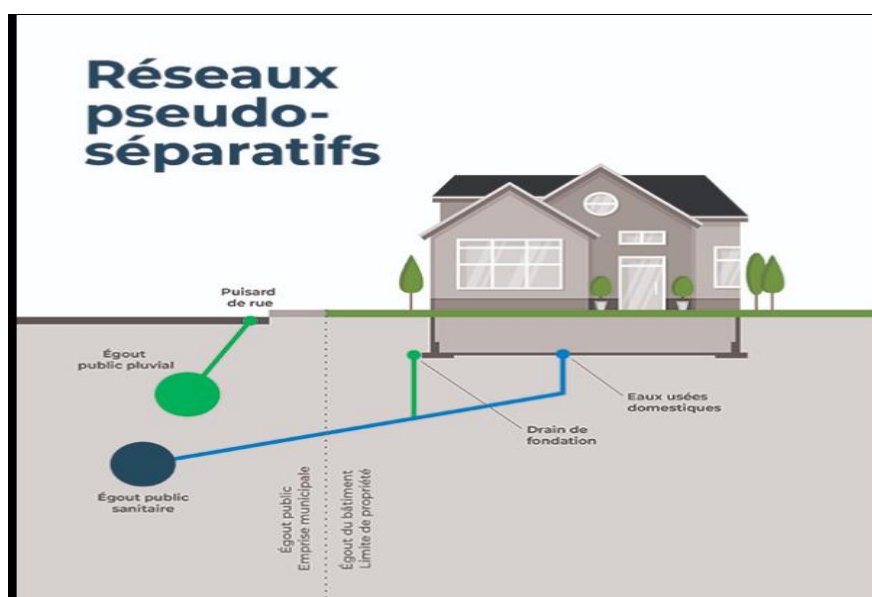 Réseaux
pseudo-
séparatifs
Puisard
de rue
Égout
public pluvial
Eaux usées
domestiques
Drain de
fondation
Égout public
sanitaire
Égout public
Emprise municipale
Égout du bâtiment
Limite de propriété